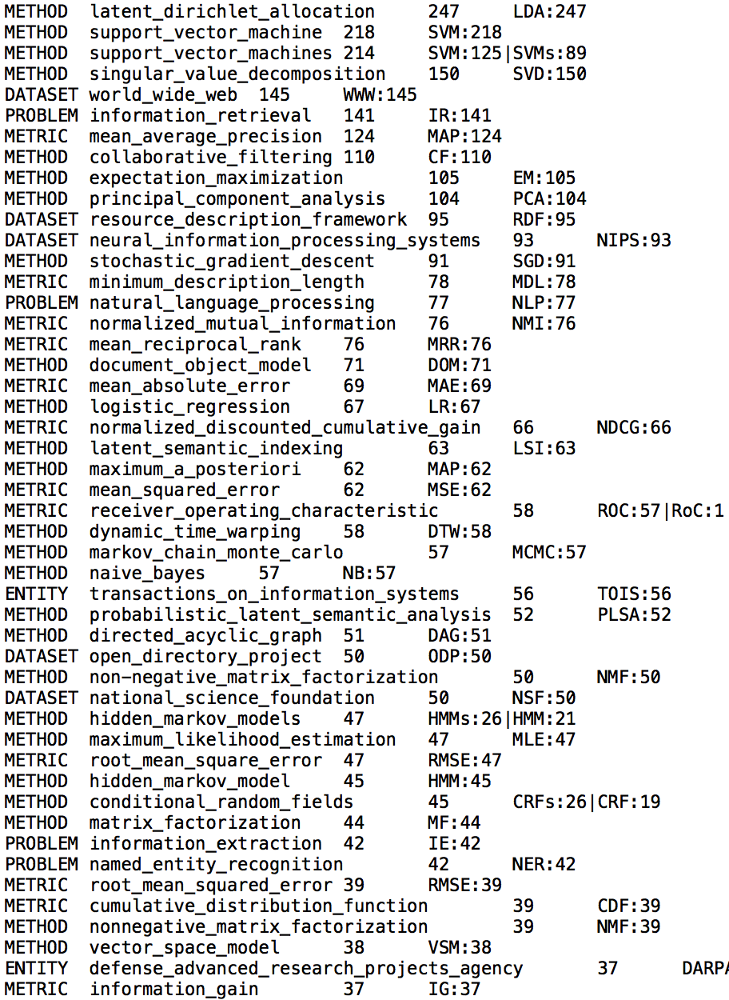 METHOD latent_dirichlet_allocation 247 LDA:247
METHOD support_vector_machine 218 SVM:218
METHOD support_vector_machines 214 SVM:125|SVMs:89
METHOD singular_value_decomposition 150 SVD:150
DATASET world_wide_web 145 WWW:145
PROBLEM information_retrieval 141 IR:141
METRIC mean_average_precision 124 MAP:124
METHOD collaborative_filtering 110 CF:110
METHOD expectation_maximization 105 EM:105
METHOD principal_component_analysis 104 PCA:104
DATASET resource_description_framework 95 RDF:95
DATASET neural_information_processing_systems 93 NIPS:93
METHOD stochastic_gradient_descent 91 SGD:91
METRIC minimum_description_length 78 MDL:78
PROBLEM natural_language_processing 77 NLP:77
METRIC normalized_mutual_information 76 NMI:76
METRIC mean_reciprocal_rank 76 MRR:76
METHOD document_object_model 71 DOM:71
METRIC mean_absolute_error 69 MAE:69
METHOD logistic_regression 67 LR:67
METRIC normalized_discounted_cumulative_gain 66 NDCG:66
METHOD latent_semantic_indexing 63 LSI:63
METHOD maximum_a_posteriori 62 MAP:62
METRIC mean_squared_error 62 MSE:62
METRIC receiver_operating_characteristic 58 ROC:57|RoC:1
METHOD dynamic_time_warping 58 DTW:58
METHOD markov_chain_monte_carlo 57 MCMC:57
METHOD naive_bayes 57 NB:57
ENTITY transactions_on_information_systems 56 TOIS:56
METHOD probabilistic_latent_semantic_analysis 52 PLSA:52
METHOD directed_acyclic_graph 51 DAG:51
DATASET open_directory_project 50 ODP:50
METHOD non-negative_matrix_factorization 50 NMF:50
DATASET national_science_foundation 50 NSF:50
METHOD hidden_markov_models 47 HMMs:26|HMM:21
METHOD maximum_likelihood_estimation 47 MLE:47
METRIC root_mean_square_error 47 RMSE:47
METHOD hidden_markov_model 45 HMM:45
METHOD conditional_random_fields 45 CRFs:26|CRF:19
METHOD matrix_factorization 44 MF:44
PROBLEM information_extraction 42 IE:42
PROBLEM named_entity_recognition 42 NER:42
METRIC root_mean_squared_error 39 RMSE:39
METRIC cumulative_distribution_function 39 CDF:39
METHOD nonnegative_matrix_factorization 39 NMF:39
METHOD vector_space_model 38 VSM:38
ENTITY defense_advanced_research_projects_agency 37 DARPA
METRIC information_gain 37 IG:37